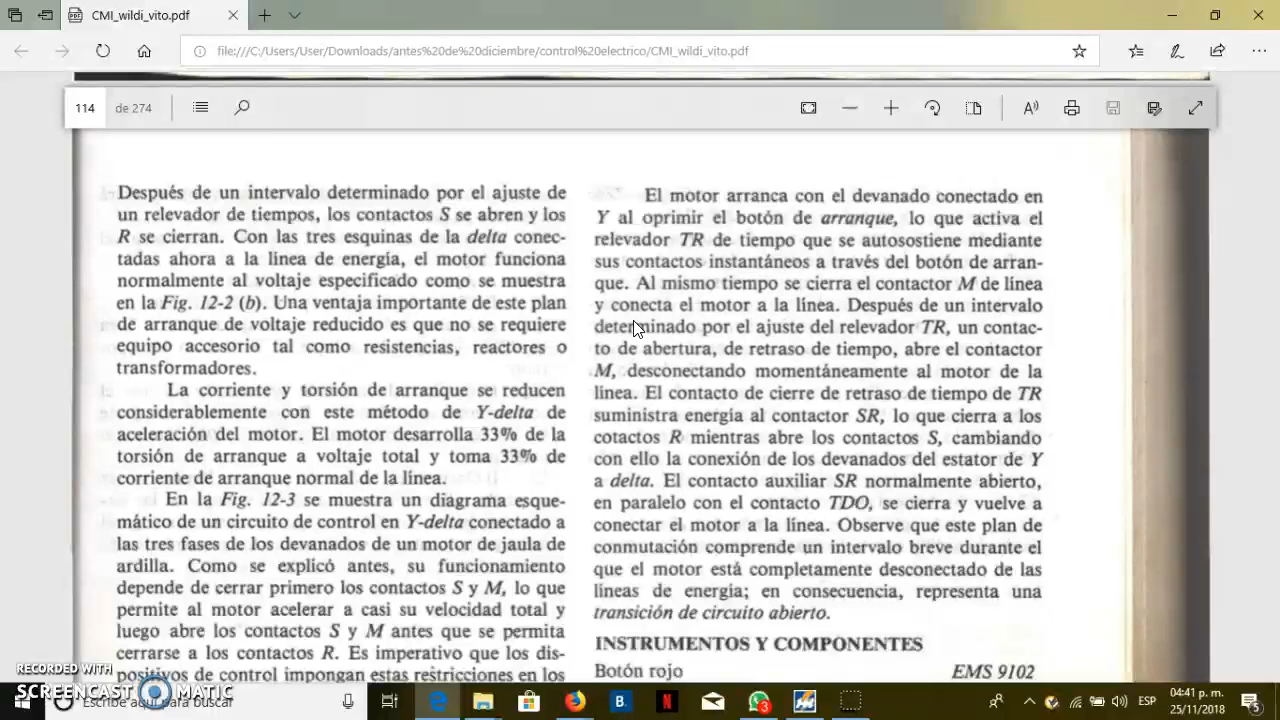 CMI_wildi_vito.pdf
file:///C:/Users/User/Downloads/antes%20de%20diciembre/control%20electrico/CMI_wildi_vito.pdf
114 de 274
Después de un intervalo determinado por el ajuste de
un relevador de tiempos, los contactos S se abren y los
R se cierran. Con las tres esquinas de la delta conec-
tadas ahora a la línea de energía, el motor funciona
normalmente al voltaje especificado como se muestra
en la Fig. 12-2 (b). Una ventaja importante de este plan
de arranque de voltaje reducido es que no se requiere
equipo accesorio tal como resistencias, reactores o
transformadores.
La corriente y torsión de arranque se reducen
considerablemente con este método de Y-delta de
aceleración del motor. El motor desarrolla 33% de la
torsión de arranque a voltaje total y toma 33% de
corriente de arranque normal de la línea.
En la Fig. 12-3 se muestra un diagrama esque-
mático de un circuito de control en Y-delta conectado a
las tres fases de los devanados de un motor de jaula de
ardilla. Como se explicó antes, su funcionamiento
depende de cerrar primero los contactos S y M, lo que
permite al motor acelerar a casi su velocidad total y
luego abre los contactos S y M antes que se permita
cerrarse a los contactos R. Es imperativo que los dis-
positivos de control impongan estas restricciones en los
El motor arranca con el devanado conectado en
Y al oprimir el botón de arranque, lo que activa el
relevador TR de tiempo que se autosostiene mediante
sus contactos instantáneos a través del botón de arran-
que. Al mismo tiempo se cierra el contactor M de línea
y conecta el motor a la línea. Después de un intervalo
determinado por el ajuste del relevador TR, un contac-
to de abertura, de retraso de tiempo, abre el contactor
M, desconectando momentáneamente al motor de la
línea. El contacto de cierre de retraso de tiempo de TR
suministra energía al contactor SR, lo que cierra a los
cotactos R mientras abre los contactos S, cambiando
con ello la conexión de los devanados del estator de Y
a delta. El contacto auxiliar SR normalmente abierto,
en paralelo con el contacto TDO, se cierra y vuelve a
conectar el motor a la línea. Observe que este plan de
conmutación comprende un intervalo breve durante el
que el motor está completamente desconectado de las
líneas de energía; en consecuencia, representa una
transición de circuito abierto.
INSTRUMENTOS Y COMPONENTES
Botón rojo EMS 9102
RECORDED WITH
SCREENCAST MATIC
Escribe aquí para buscar
3
ESP
04:41 p. m.
25/11/2018
5